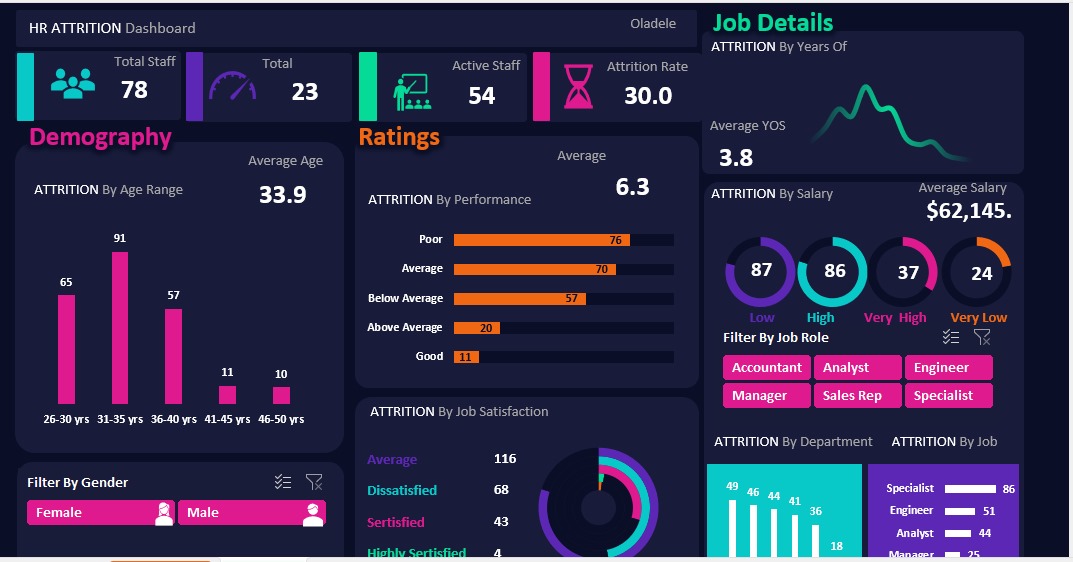 HR ATTRITION Dashboard
Oladele
Total Staff
78
Total
23
Active Staff
54
Attrition Rate
30.0
Demography
Average Age
33.9
ATTRITION By Age Range
65
91
57
11
10
26-30 yrs 31-35 yrs 36-40 yrs 41-45 yrs 46-50 yrs
Filter By Gender
Female
Male
Ratings
Average
6.3
ATTRITION By Performance
Poor 76
Average 70
Below Average 57
Above Average 20
Good 11
ATTRITION By Job Satisfaction
Average 116
Dissatisfied 68
Sertisfied 43
Highly Sertisfied 4
Job Details
ATTRITION By Years Of
Average YOS
3.8
ATTRITION By Salary
Average Salary
$62,145.
87 86 37 24
Low High Very High Very Low
Filter By Job Role
Accountant Analyst Engineer
Manager Sales Rep Specialist
ATTRITION By Department
49 46 44 41 36 18
ATTRITION By Job
Specialist 86
Engineer 51
Analyst 44
Manager 25